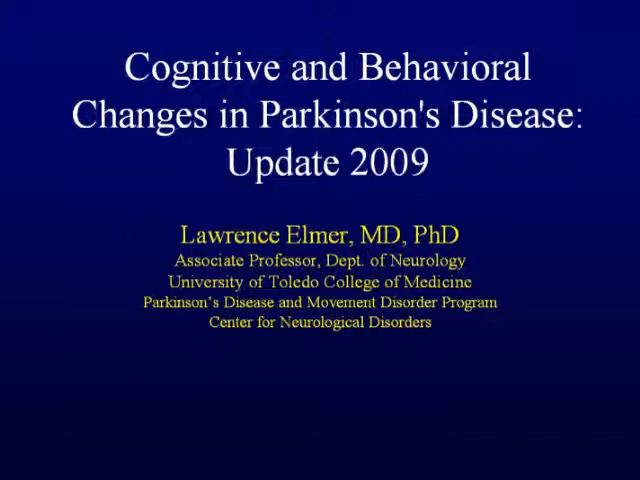 Cognitive and Behavioral
Changes in Parkinson's Disease:
Update 2009
Lawrence Elmer, MD, PhD
Associate Professor, Dept. of Neurology
University of Toledo College of Medicine
Parkinson’s Disease and Movement Disorder Program
Center for Neurological Disorders